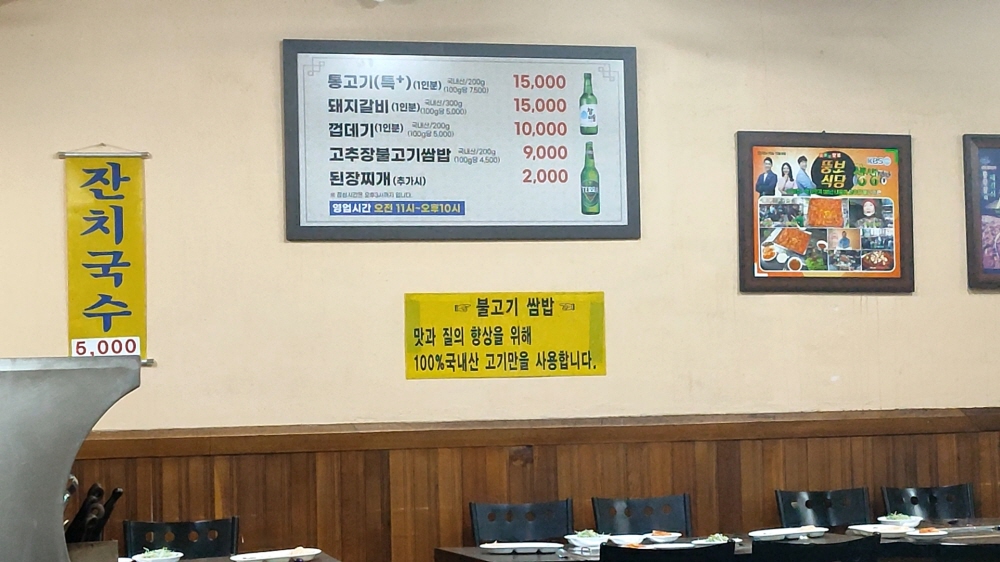 잔치국수
5,000
통고기(특+)(1인분) 국내산/200g (100g당 7,500) 15,000
돼지갈비(1인분) 국내산/300g (100g당 5,000) 15,000
껍데기(1인분) 국내산/200g (100g당 5,000) 10,000
고추장불고기쌈밥 국내산/200g (100g당 4,500) 9,000
된장찌개(추가시) 2,000
영업시간 오전 11시~오후10시
☞ 불고기 쌈밥 ☜
맛과 질의 향상을 위해
100%국내산 고기만을 사용합니다.
KBS
뚱보
식당